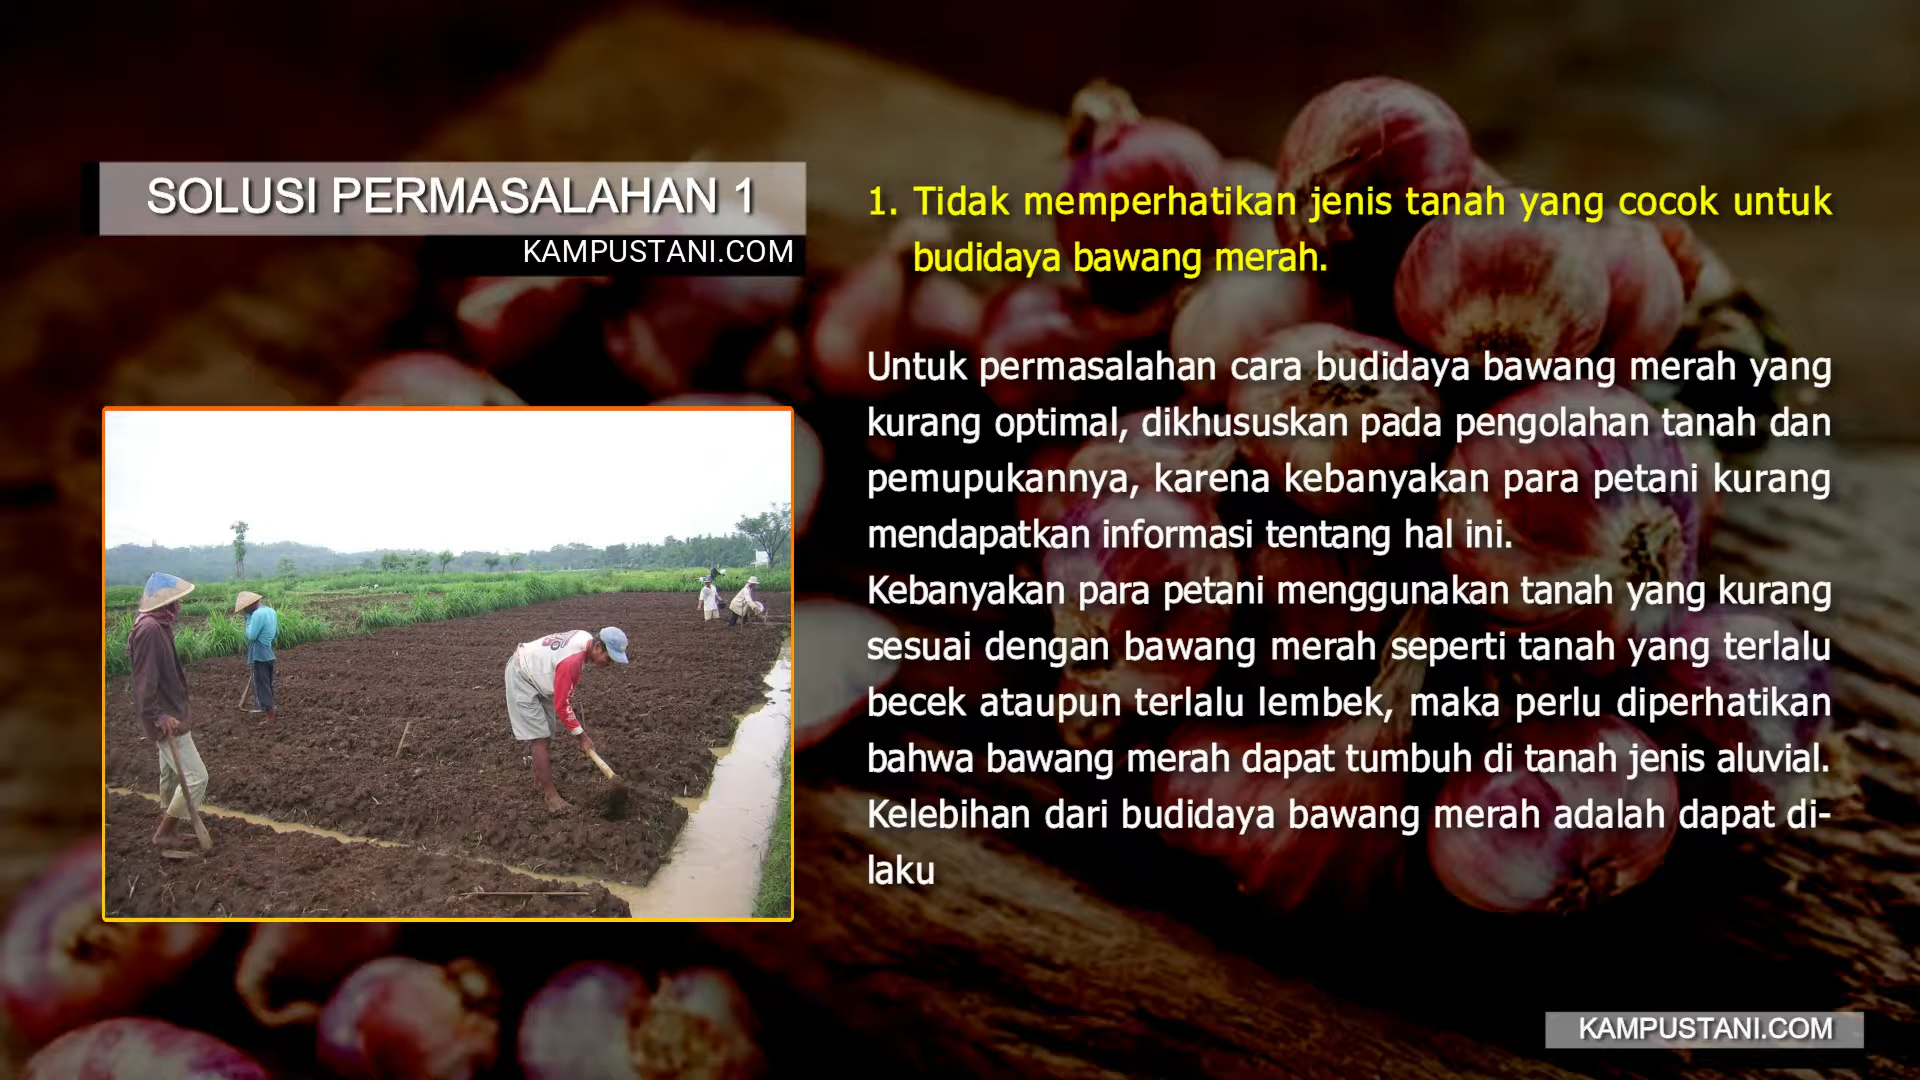 SOLUSI PERMASALAHAN 1
KAMPUSTANI.COM
1. Tidak memperhatikan jenis tanah yang cocok untuk
budidaya bawang merah.
Untuk permasalahan cara budidaya bawang merah yang
kurang optimal, dikhususkan pada pengolahan tanah dan
pemupukannya, karena kebanyakan para petani kurang
mendapatkan informasi tentang hal ini.
Kebanyakan para petani menggunakan tanah yang kurang
sesuai dengan bawang merah seperti tanah yang terlalu
becek ataupun terlalu lembek, maka perlu diperhatikan
bahwa bawang merah dapat tumbuh di tanah jenis aluvial.
Kelebihan dari budidaya bawang merah adalah dapat di-
laku
KAMPUSTANI.COM